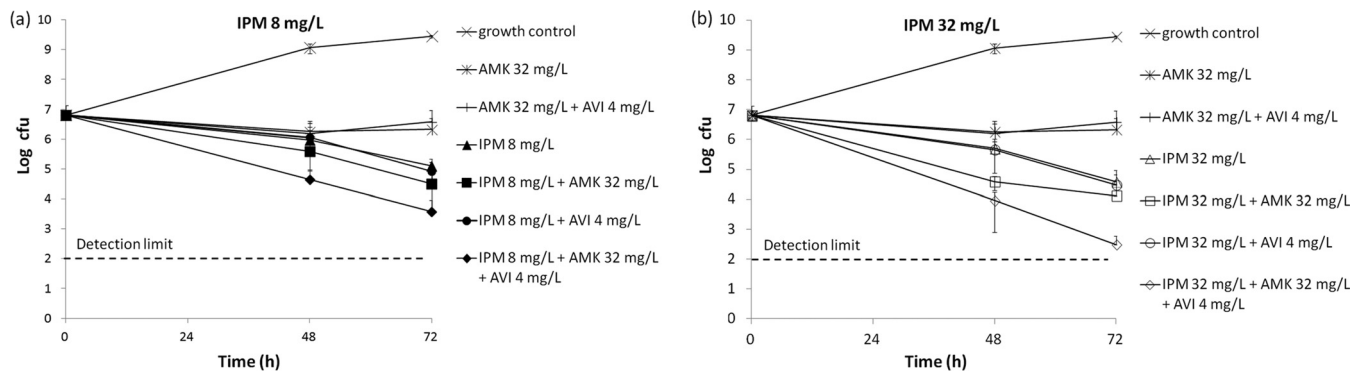 (a)
IPM 8 mg/L
10
9
8
7
6
5
4
3
2
1
0
Log cfu
Detection limit
0
24
48
72
Time (h)
growth control
AMK 32 mg/L
AMK 32 mg/L + AVI 4 mg/L
IPM 8 mg/L
IPM 8 mg/L + AMK 32 mg/L
IPM 8 mg/L + AVI 4 mg/L
IPM 8 mg/L + AMK 32 mg/L
+ AVI 4 mg/L
(b)
IPM 32 mg/L
10
9
8
7
6
5
4
3
2
1
0
Log cfu
Detection limit
0
24
48
72
Time (h)
growth control
AMK 32 mg/L
AMK 32 mg/L + AVI 4 mg/L
IPM 32 mg/L
IPM 32 mg/L + AMK 32 mg/L
IPM 32 mg/L + AVI 4 mg/L
IPM 32 mg/L + AMK 32 mg/L
+ AVI 4 mg/L